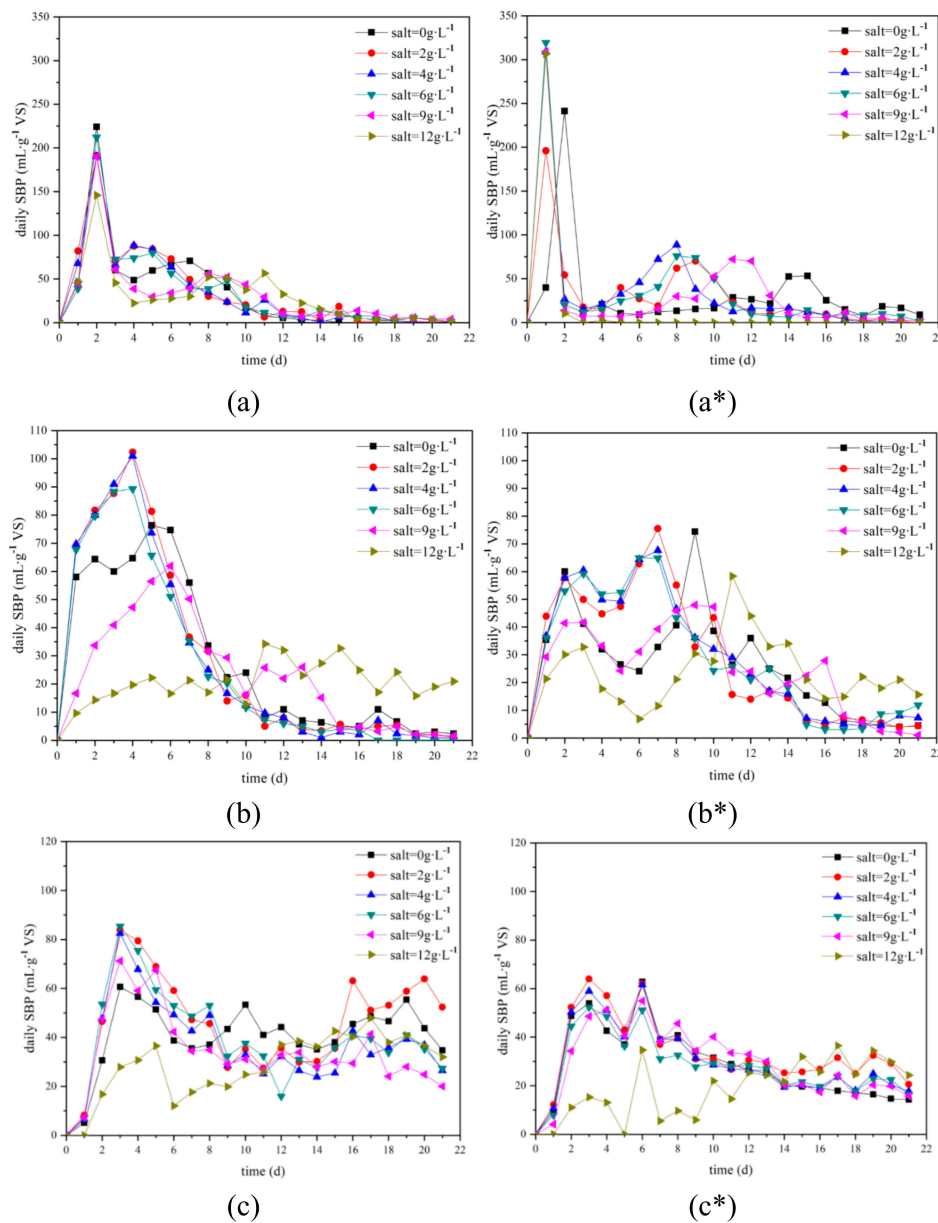 350
300
250
200
150
100
50
0
daily SBP (mL·g⁻¹ VS)
salt=0g·L⁻¹
salt=2g·L⁻¹
salt=4g·L⁻¹
salt=6g·L⁻¹
salt=9g·L⁻¹
salt=12g·L⁻¹
0 2 4 6 8 10 12 14 16 18 20 22
time (d)
(a)
350
300
250
200
150
100
50
0
daily SBP (mL·g⁻¹ VS)
salt=0g·L⁻¹
salt=2g·L⁻¹
salt=4g·L⁻¹
salt=6g·L⁻¹
salt=9g·L⁻¹
salt=12g·L⁻¹
0 2 4 6 8 10 12 14 16 18 20 22
time (d)
(a*)
110
100
90
80
70
60
50
40
30
20
10
0
daily SBP (mL·g⁻¹ VS)
salt=0g·L⁻¹
salt=2g·L⁻¹
salt=4g·L⁻¹
salt=6g·L⁻¹
salt=9g·L⁻¹
salt=12g·L⁻¹
0 2 4 6 8 10 12 14 16 18 20 22
time (d)
(b)
110
100
90
80
70
60
50
40
30
20
10
0
daily SBP (mL·g⁻¹ VS)
salt=0g·L⁻¹
salt=2g·L⁻¹
salt=4g·L⁻¹
salt=6g·L⁻¹
salt=9g·L⁻¹
salt=12g·L⁻¹
0 2 4 6 8 10 12 14 16 18 20 22
time (d)
(b*)
120
100
80
60
40
20
0
daily SBP (mL·g⁻¹ VS)
salt=0g·L⁻¹
salt=2g·L⁻¹
salt=4g·L⁻¹
salt=6g·L⁻¹
salt=9g·L⁻¹
salt=12g·L⁻¹
0 2 4 6 8 10 12 14 16 18 20 22
time (d)
(c)
120
100
80
60
40
20
0
daily SBP (mL·g⁻¹ VS)
salt=0g·L⁻¹
salt=2g·L⁻¹
salt=4g·L⁻¹
salt=6g·L⁻¹
salt=9g·L⁻¹
salt=12g·L⁻¹
0 2 4 6 8 10 12 14 16 18 20 22
time (d)
(c*)